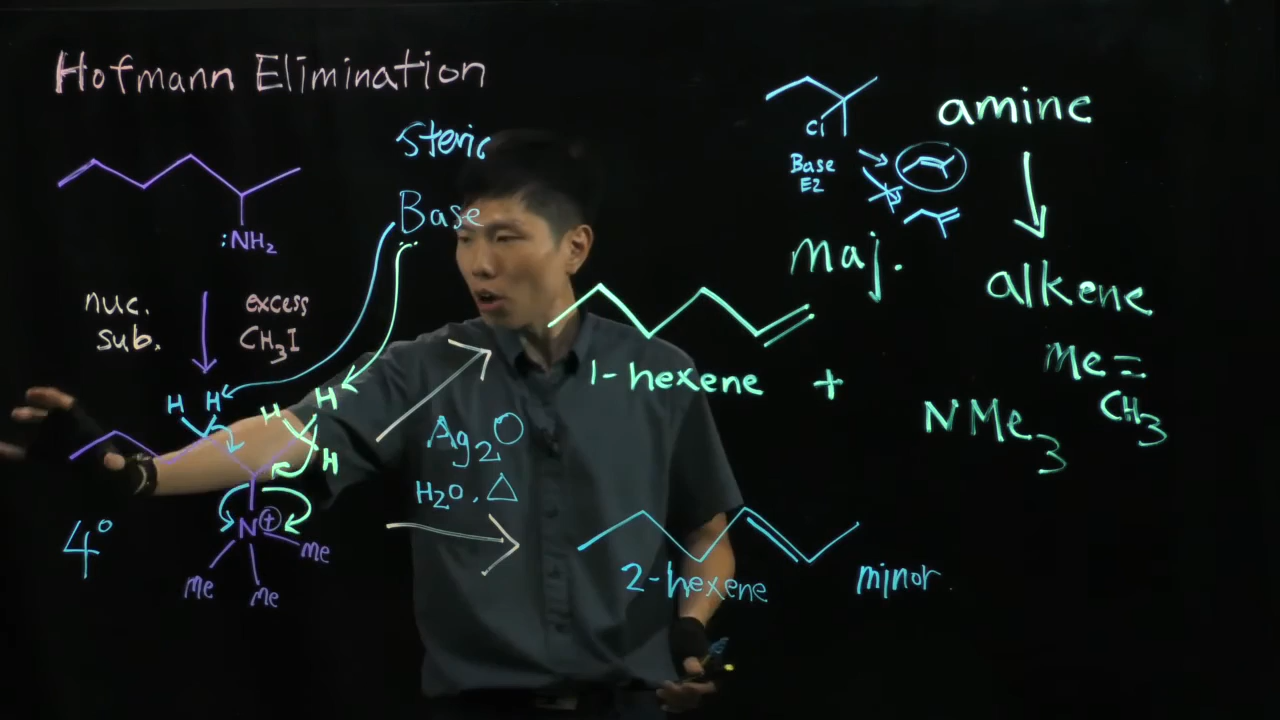 Hofmann Elimination
steric
Base
:NH2
nuc.
sub.
excess
CH3I
H
H
H
H
H
4°
N⊕
Me
Me
Me
Ag2O
H2O, △
Cl
Base
E2
amine
alkene
maj.
1-hexene +
NMe3
Me =
CH3
2-hexene
minor.